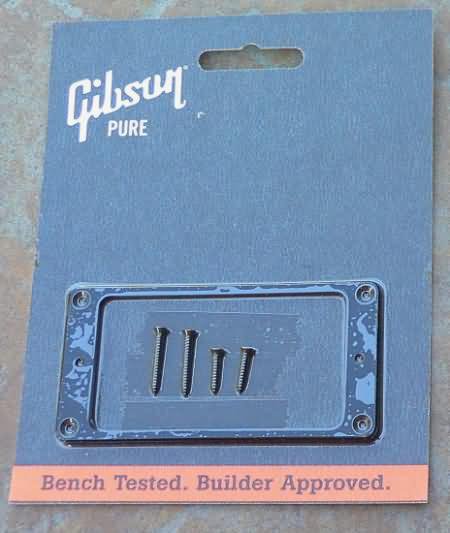 Gibson
PURE
Bench Tested. Builder Approved.